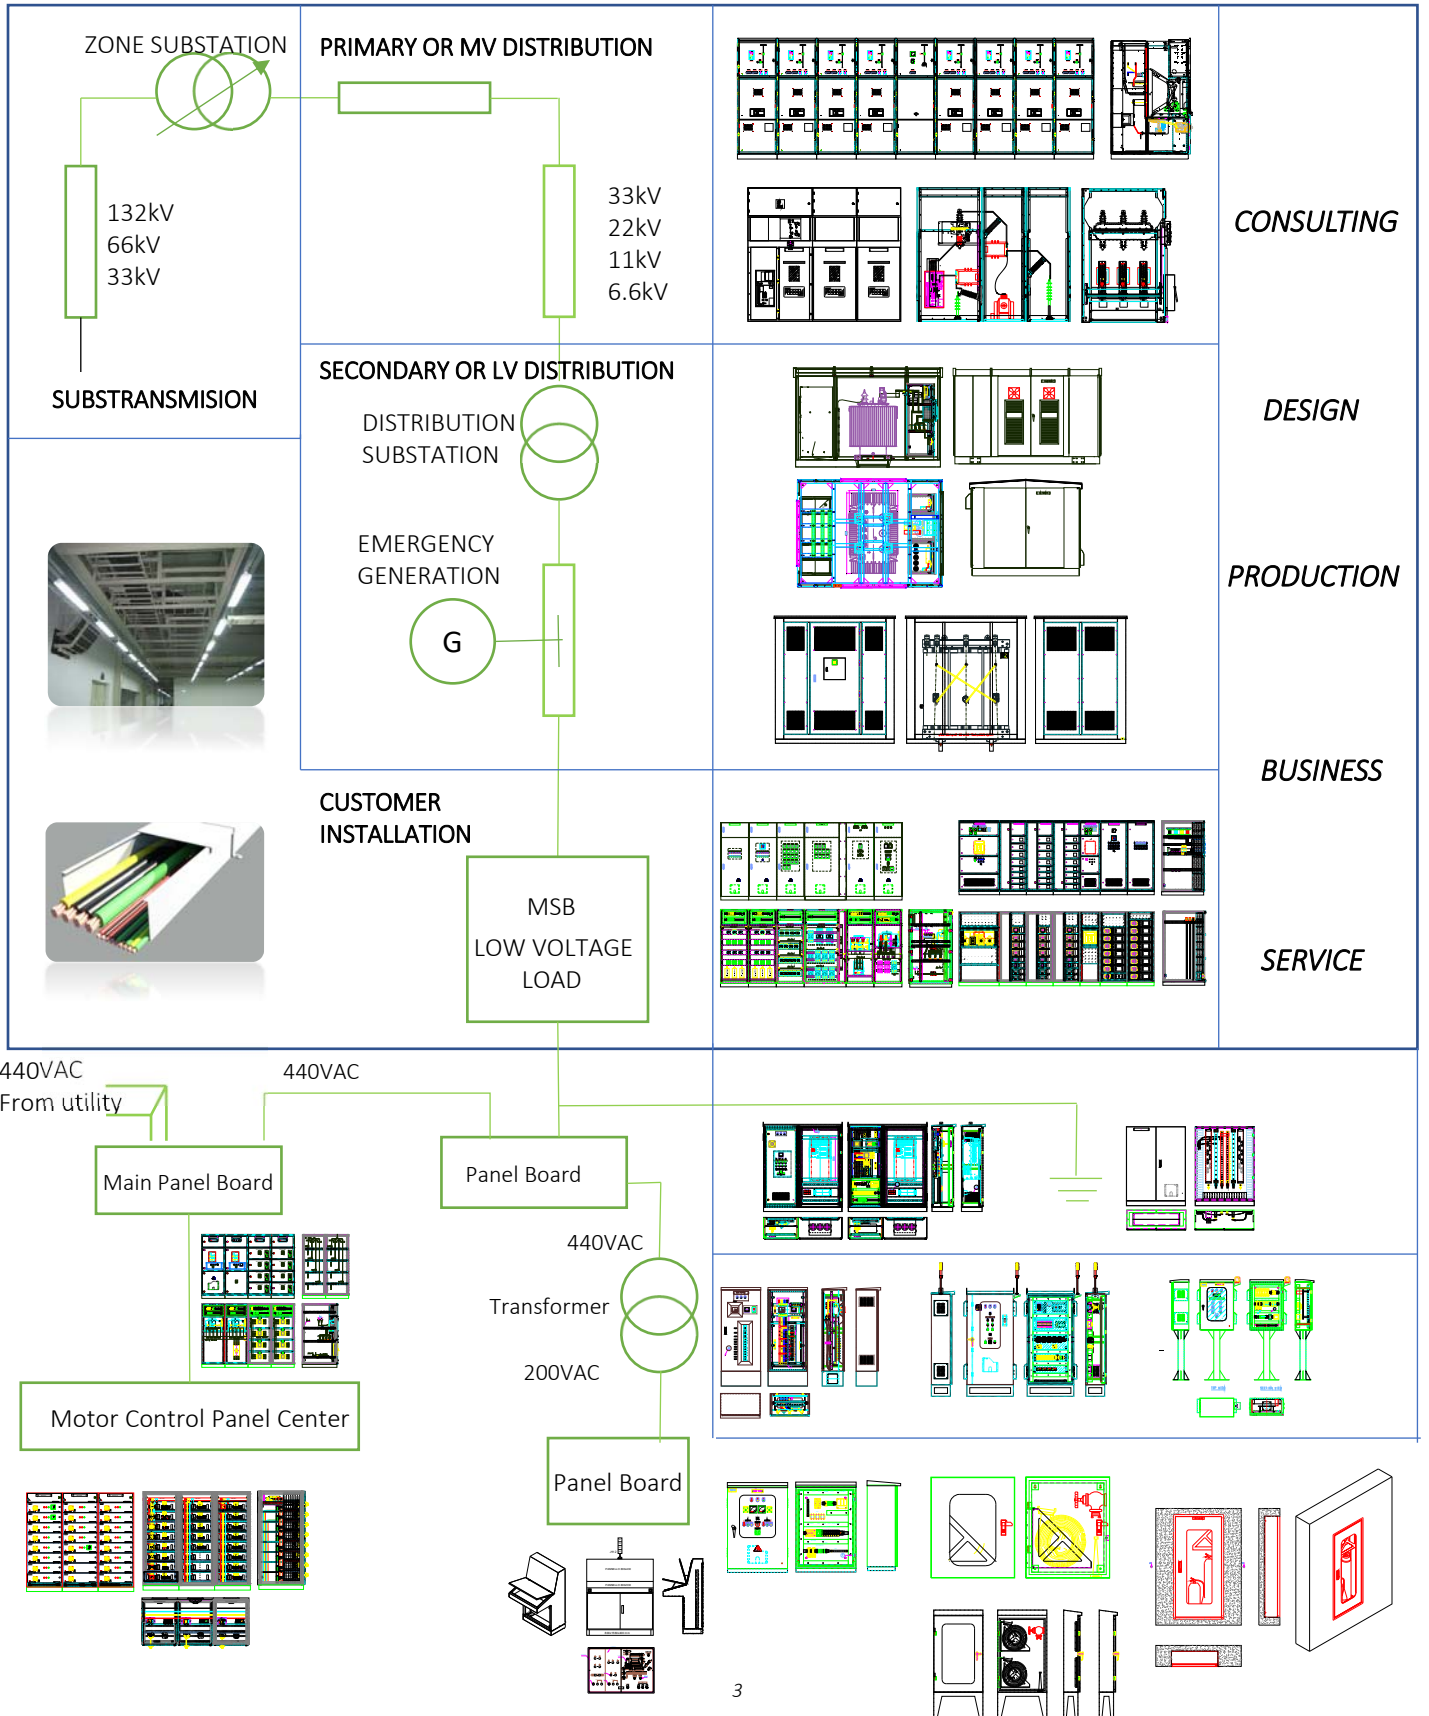 ZONE SUBSTATION
PRIMARY OR MV DISTRIBUTION
132kV
66kV
33kV
33kV
22kV
11kV
6.6kV
SUBSTRANSMISION
SECONDARY OR LV DISTRIBUTION
DISTRIBUTION
SUBSTATION
EMERGENCY
GENERATION
G
CUSTOMER
INSTALLATION
MSB
LOW VOLTAGE
LOAD
CONSULTING
DESIGN
PRODUCTION
BUSINESS
SERVICE
440VAC
From utility
440VAC
Main Panel Board
Panel Board
440VAC
Transformer
200VAC
Motor Control Panel Center
Panel Board
3